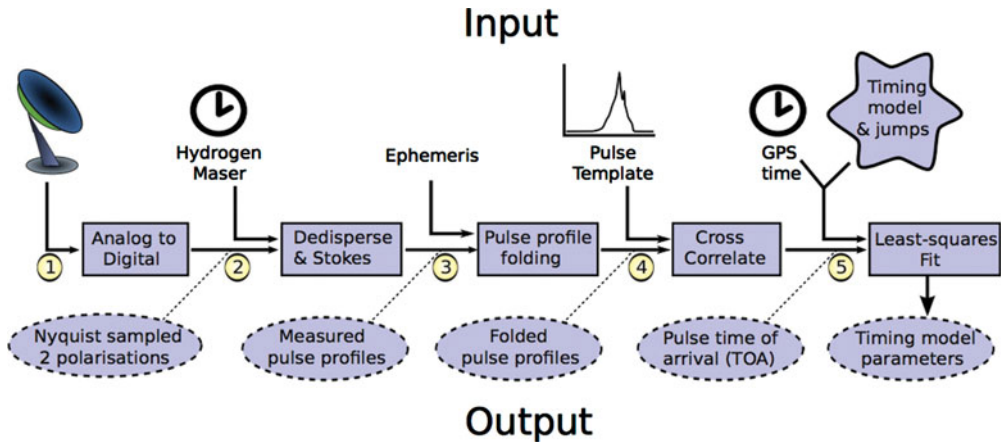 Input
Timing
model
& jumps
Hydrogen
Maser
Ephemeris
Pulse
Template
GPS
time
Analog to
Digital
Dedisperse
& Stokes
Pulse profile
folding
Cross
Correlate
Least-squares
Fit
1
2
3
4
5
Nyquist sampled
2 polarisations
Measured
pulse profiles
Folded
pulse profiles
Pulse time of
arrival (TOA)
Timing model
parameters
Output